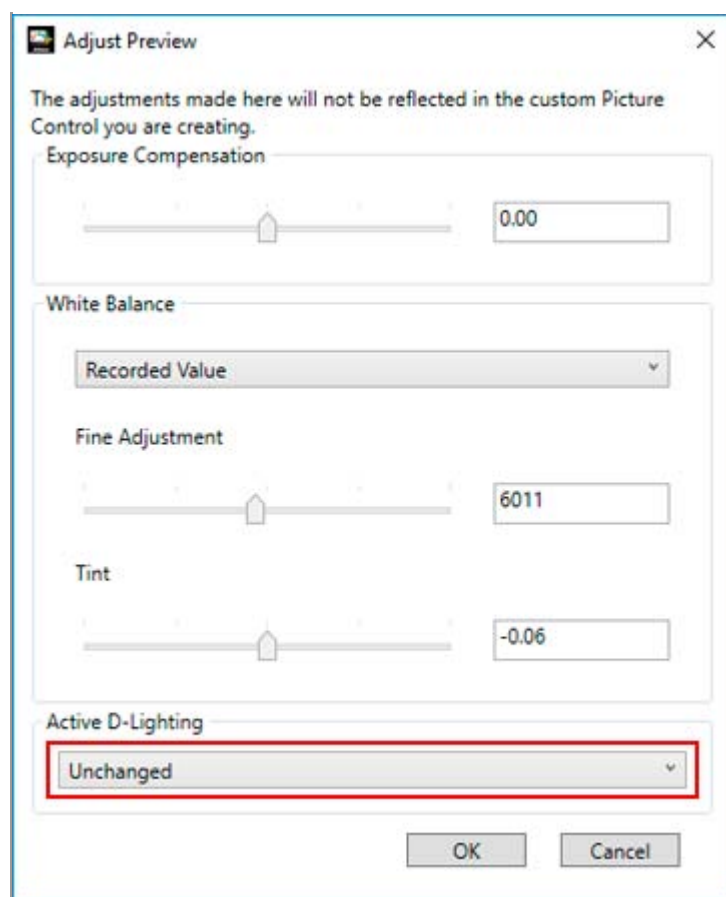 Adjust Preview
The adjustments made here will not be reflected in the custom Picture
Control you are creating.
Exposure Compensation
0.00
White Balance
Recorded Value
Fine Adjustment
6011
Tint
-0.06
Active D-Lighting
Unchanged
OK Cancel